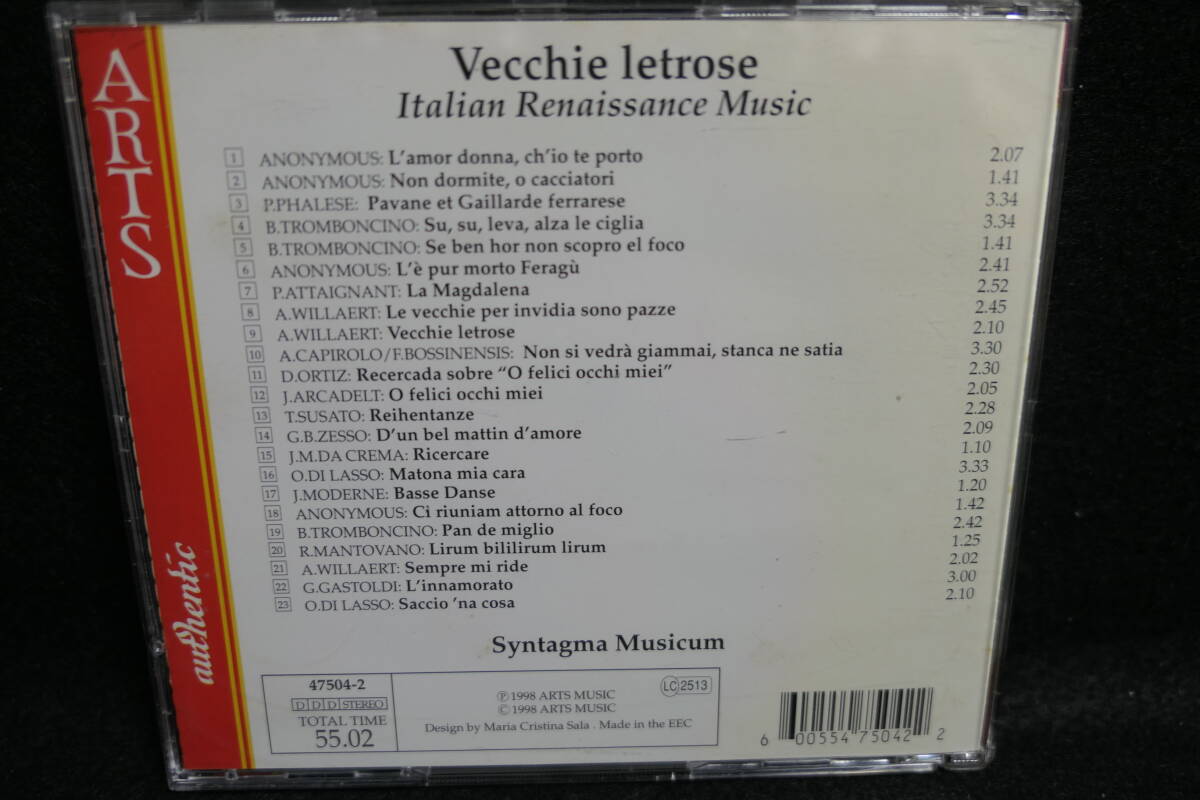 ARTS
authentic
Vecchie letrose
Italian Renaissance Music
1 ANONYMOUS: L'amor donna, ch'io te porto 2.07
2 ANONYMOUS: Non dormite, o cacciatori 1.41
3 P.PHALESE: Pavane et Gaillarde ferrarese 3.34
4 B.TROMBONCINO: Su, su, leva, alza le ciglia 3.34
5 B.TROMBONCINO: Se ben hor non scopro el foco 1.41
6 ANONYMOUS: L'è pur morto Feragù 2.41
7 P.ATTAIGNANT: La Magdalena 2.52
8 A.WILLAERT: Le vecchie per invidia sono pazze 2.45
9 A.WILLAERT: Vecchie letrose 2.10
10 A.CAPIROLO/F.BOSSINENSIS: Non si vedrà giammai, stanca ne satia 3.30
11 D.ORTIZ: Recercada sobre "O felici occhi miei" 2.30
12 J.ARCADELT: O felici occhi miei 2.05
13 T.SUSATO: Reihentanze 2.28
14 G.B.ZESSO: D'un bel mattin d'amore 2.09
15 J.M.DA CREMA: Ricercare 1.10
16 O.DI LASSO: Matona mia cara 3.33
17 J.MODERNE: Basse Danse 1.20
18 ANONYMOUS: Ci riuniam attorno al foco 1.42
19 B.TROMBONCINO: Pan de miglio 2.42
20 R.MANTOVANO: Lirum bililirum lirum 1.25
21 A.WILLAERT: Sempre mi ride 2.02
22 G.GASTOLDI: L'innamorato 3.00
23 O.DI LASSO: Saccio 'na cosa 2.10
Syntagma Musicum
47504-2
DDD STEREO
TOTAL TIME
55.02
℗ 1998 ARTS MUSIC
© 1998 ARTS MUSIC
Design by Maria Cristina Sala . Made in the EEC
LC 2513
6 00554 75042 2